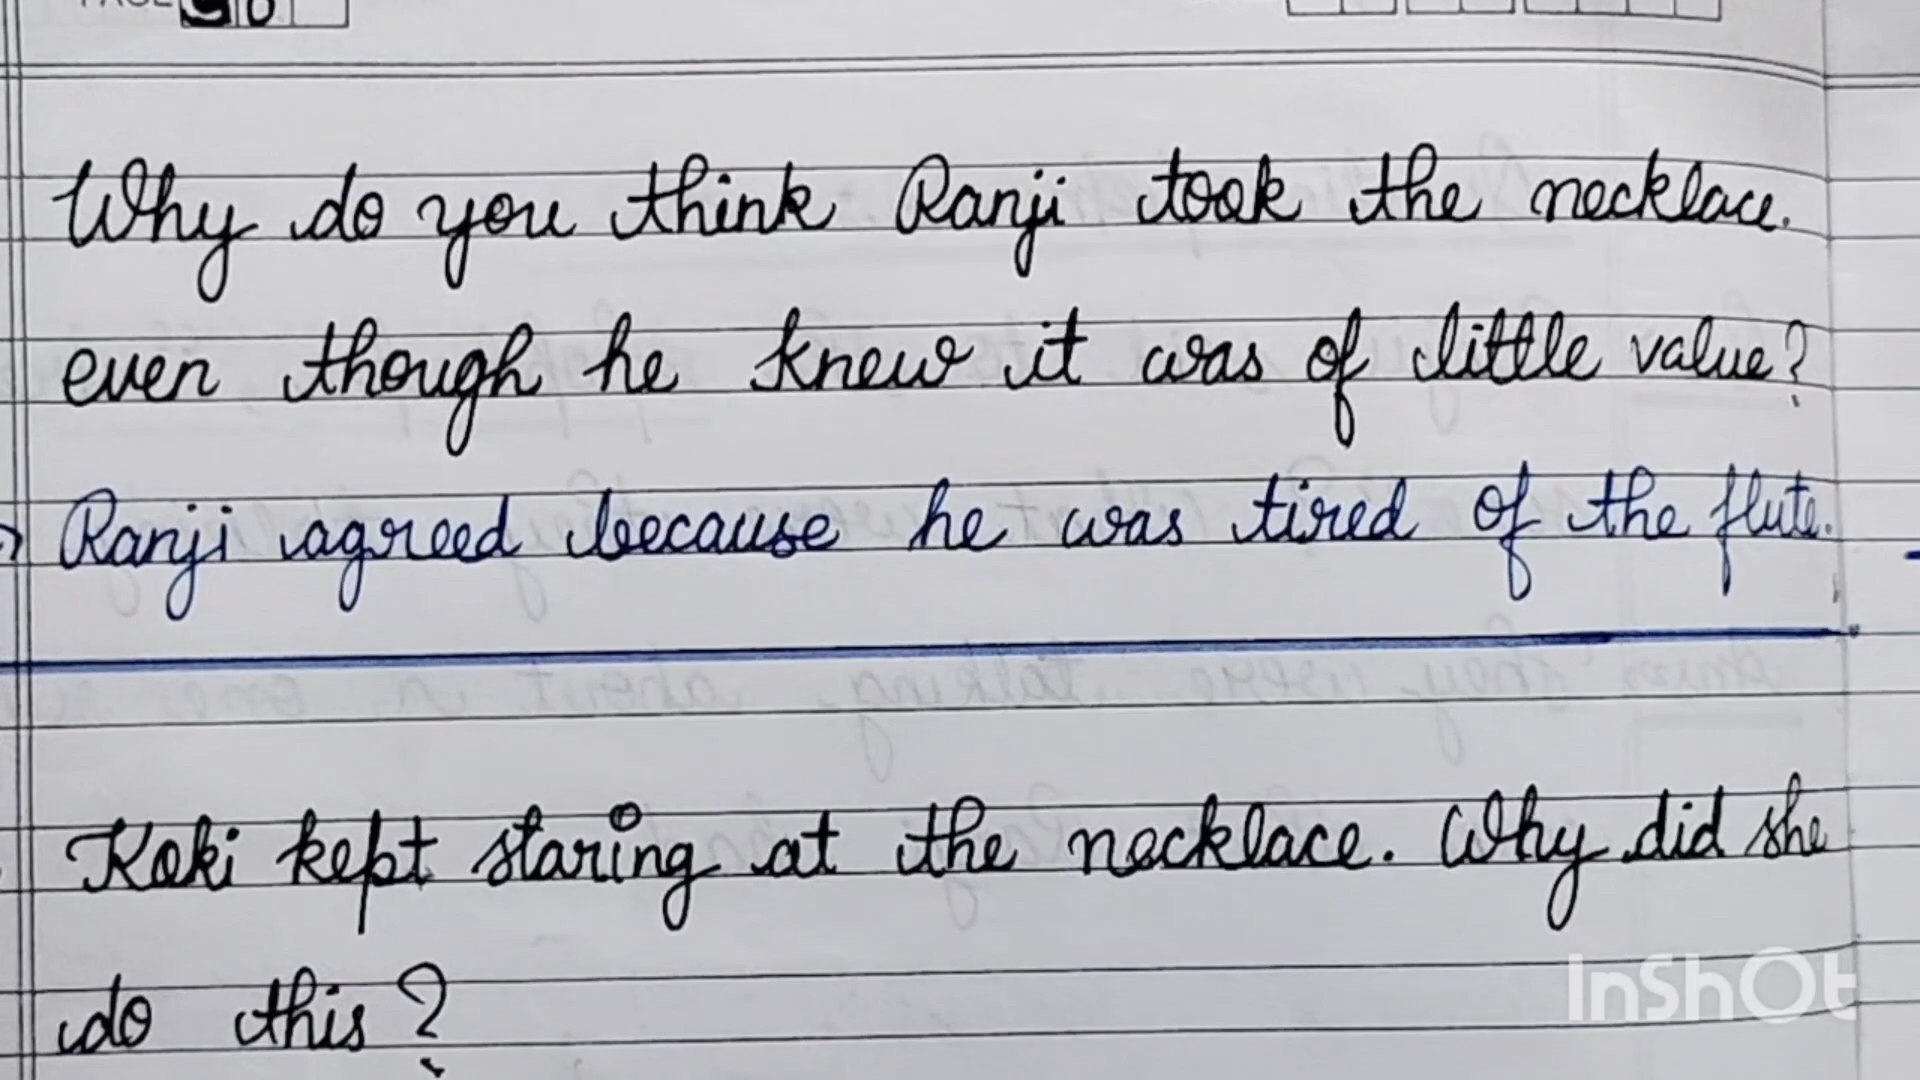 Why do you think Ranji took the necklace.
even though he knew it was of little value?
Ranji agreed because he was tired of the flute.
Koki kept staring at the necklace. Why did she
do this?
InShOt